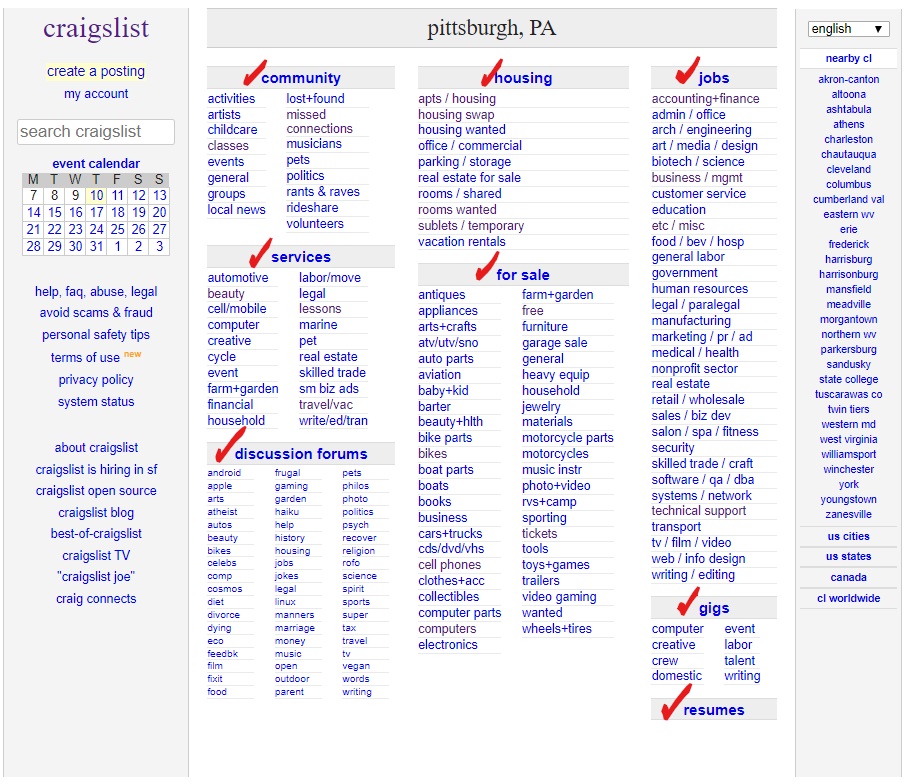 craigslist
create a posting
my account
search craigslist
event calendar
M T W T F S S
7 8 9 10 11 12 13
14 15 16 17 18 19 20
21 22 23 24 25 26 27
28 29 30 31 1 2 3
help, faq, abuse, legal
avoid scams & fraud
personal safety tips
terms of use new
privacy policy
system status
about craigslist
craigslist is hiring in sf
craigslist open source
craigslist blog
best-of-craigslist
craigslist TV
"craigslist joe"
craig connects
pittsburgh, PA
community
activities
artists
childcare
classes
events
general
groups
local news
lost+found
missed
connections
musicians
pets
politics
rants & raves
rideshare
volunteers
services
automotive
beauty
cell/mobile
computer
creative
cycle
event
farm+garden
financial
household
labor/move
legal
lessons
marine
pet
real estate
skilled trade
sm biz ads
travel/vac
write/ed/tran
discussion forums
android
apple
arts
atheist
autos
beauty
bikes
celebs
comp
cosmos
diet
divorce
dying
eco
feedbk
film
fixit
food
frugal
gaming
garden
haiku
help
history
housing
jobs
jokes
legal
linux
manners
marriage
money
music
open
outdoor
parent
pets
philos
photo
politics
psych
recover
religion
rofo
science
spirit
sports
super
tax
travel
tv
vegan
words
writing
housing
apts / housing
housing swap
housing wanted
office / commercial
parking / storage
real estate for sale
rooms / shared
rooms wanted
sublets / temporary
vacation rentals
for sale
antiques
appliances
arts+crafts
atv/utv/sno
auto parts
aviation
baby+kid
barter
beauty+hlth
bike parts
bikes
boat parts
boats
books
business
cars+trucks
cds/dvd/vhs
cell phones
clothes+acc
collectibles
computer parts
computers
electronics
farm+garden
free
furniture
garage sale
general
heavy equip
household
jewelry
materials
motorcycle parts
motorcycles
music instr
photo+video
rvs+camp
sporting
tickets
tools
toys+games
trailers
video gaming
wanted
wheels+tires
jobs
accounting+finance
admin / office
arch / engineering
art / media / design
biotech / science
business / mgmt
customer service
education
etc / misc
food / bev / hosp
general labor
government
human resources
legal / paralegal
manufacturing
marketing / pr / ad
medical / health
nonprofit sector
real estate
retail / wholesale
sales / biz dev
salon / spa / fitness
security
skilled trade / craft
software / qa / dba
systems / network
technical support
transport
tv / film / video
web / info design
writing / editing
gigs
computer
creative
crew
domestic
event
labor
talent
writing
resumes
english
nearby cl
akron-canton
altoona
ashtabula
athens
charleston
chautauqua
cleveland
columbus
cumberland val
eastern wv
erie
frederick
harrisburg
harrisonburg
mansfield
meadville
morgantown
northern wv
parkersburg
sandusky
state college
tuscarawas co
twin tiers
western md
west virginia
williamsport
winchester
york
youngstown
zanesville
us cities
us states
canada
cl worldwide